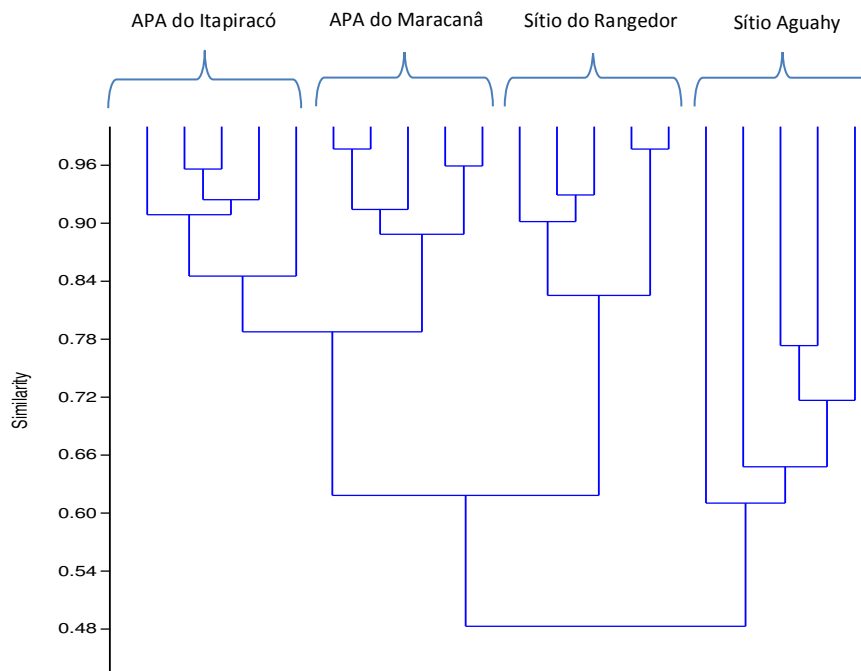 APA do Itapiracó
APA do Maracanâ
Sítio do Rangedor
Sítio Aguahy
0.96
0.90
0.84
0.78
0.72
0.66
0.60
0.54
0.48
Similarity